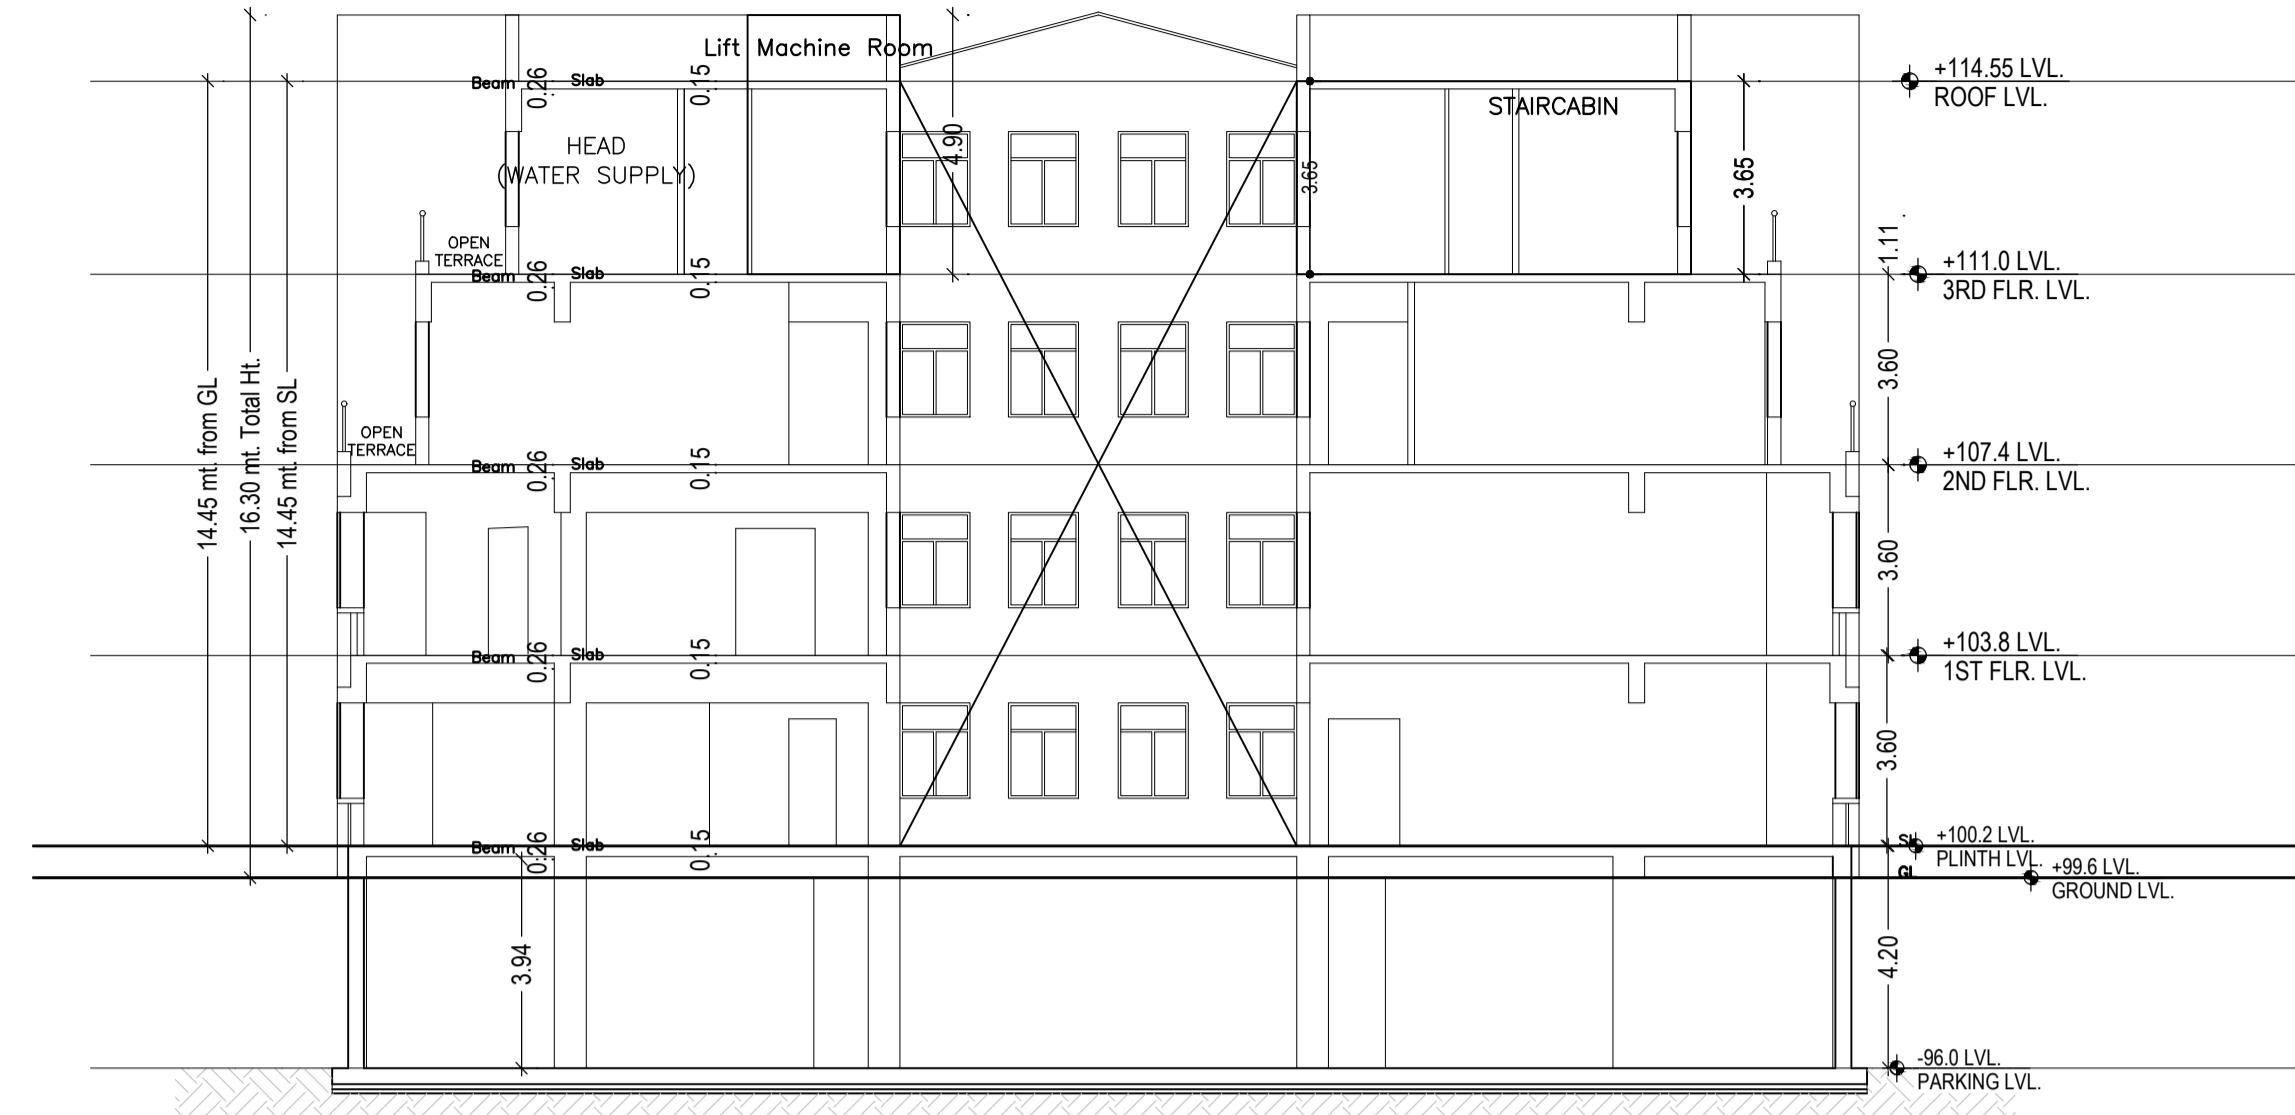 Lift Machine Room
+114.55 LVL.
ROOF LVL.
Beam 0.26 Slab 0.15
STAIRCABIN
HEAD
(WATER SUPPLY)
4.90
3.65
3.65
OPEN
TERRACE
1.11
+111.0 LVL.
3RD FLR. LVL.
Beam 0.26 Slab 0.15
14.45 mt. from GL
16.30 mt. Total Ht.
14.45 mt. from SL
3.60
OPEN
TERRACE
+107.4 LVL.
2ND FLR. LVL.
Beam 0.26 Slab 0.15
3.60
+103.8 LVL.
1ST FLR. LVL.
Beam 0.26 Slab 0.15
3.60
Beam 0.26 Slab 0.15
SL
+100.2 LVL.
PLINTH LVL.
GL
+99.6 LVL.
GROUND LVL.
3.94
4.20
-96.0 LVL.
PARKING LVL.